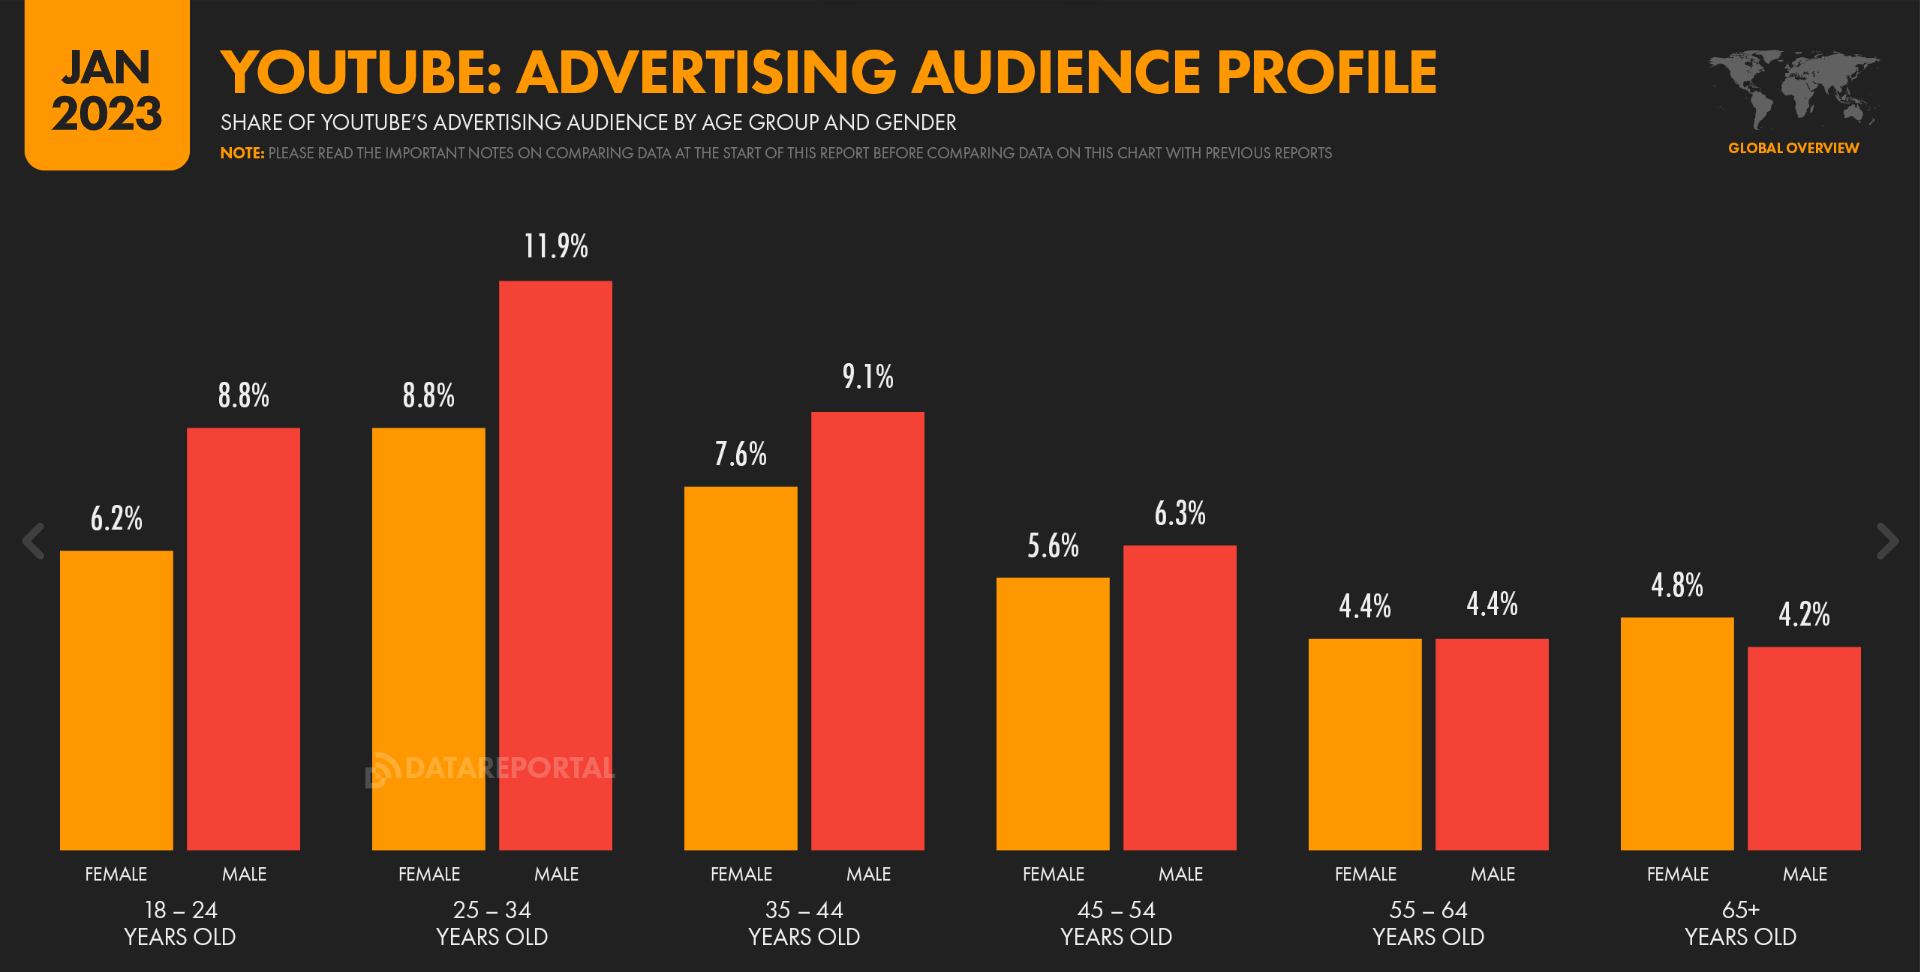 JAN
2023
YOUTUBE: ADVERTISING AUDIENCE PROFILE
SHARE OF YOUTUBE'S ADVERTISING AUDIENCE BY AGE GROUP AND GENDER
NOTE: PLEASE READ THE IMPORTANT NOTES ON COMPARING DATA AT THE START OF THIS REPORT BEFORE COMPARING DATA ON THIS CHART WITH PREVIOUS REPORTS
GLOBAL OVERVIEW
6.2%
8.8%
8.8%
11.9%
7.6%
9.1%
5.6%
6.3%
4.4%
4.4%
4.8%
4.2%
DATAREPORTAL
FEMALE MALE FEMALE MALE FEMALE MALE FEMALE MALE FEMALE MALE FEMALE MALE
18 – 24 25 – 34 35 – 44 45 – 54 55 – 64 65+
YEARS OLD YEARS OLD YEARS OLD YEARS OLD YEARS OLD YEARS OLD